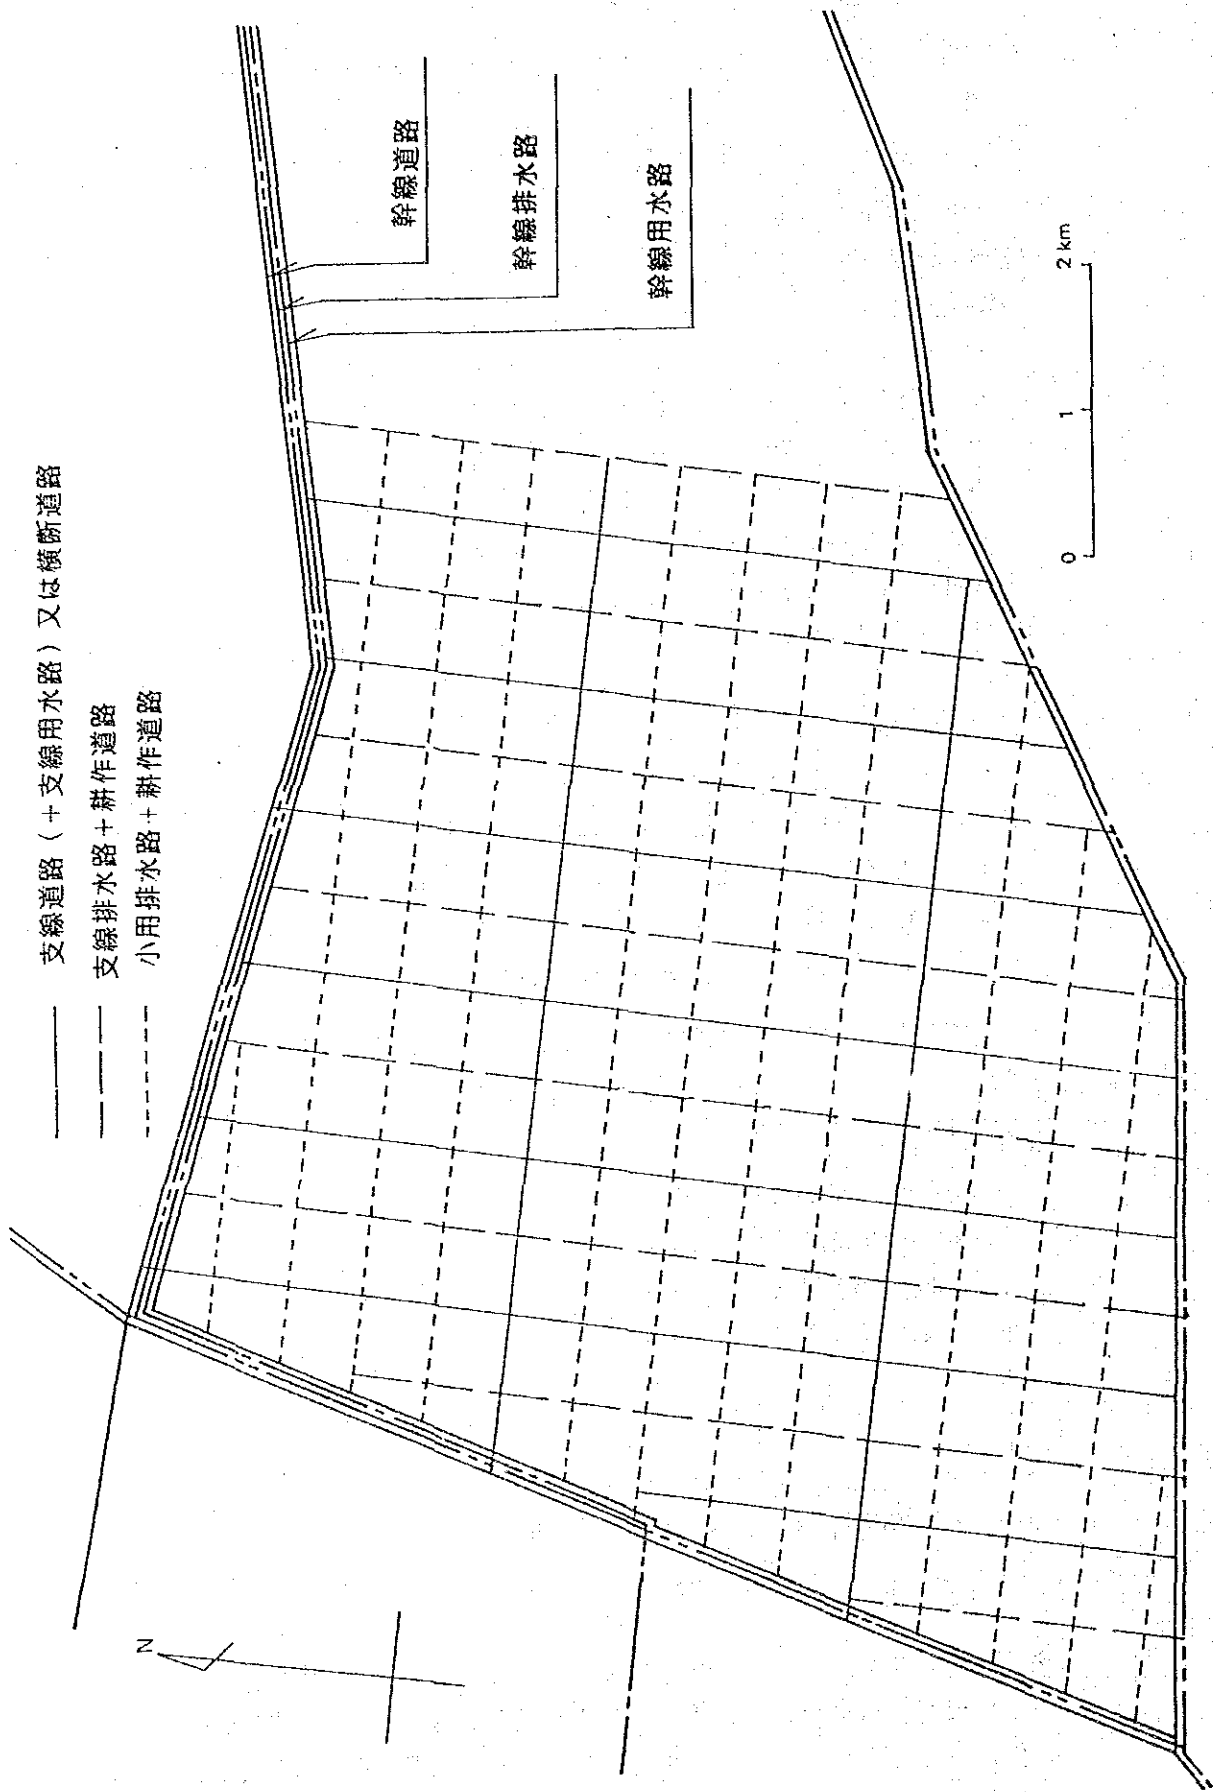 支線道路(+支線用水路)又は横断道路
支線排水路+耕作道路
小用排水路+耕作道路
幹線道路
幹線排水路
幹線用水路
N
0 1 2 km